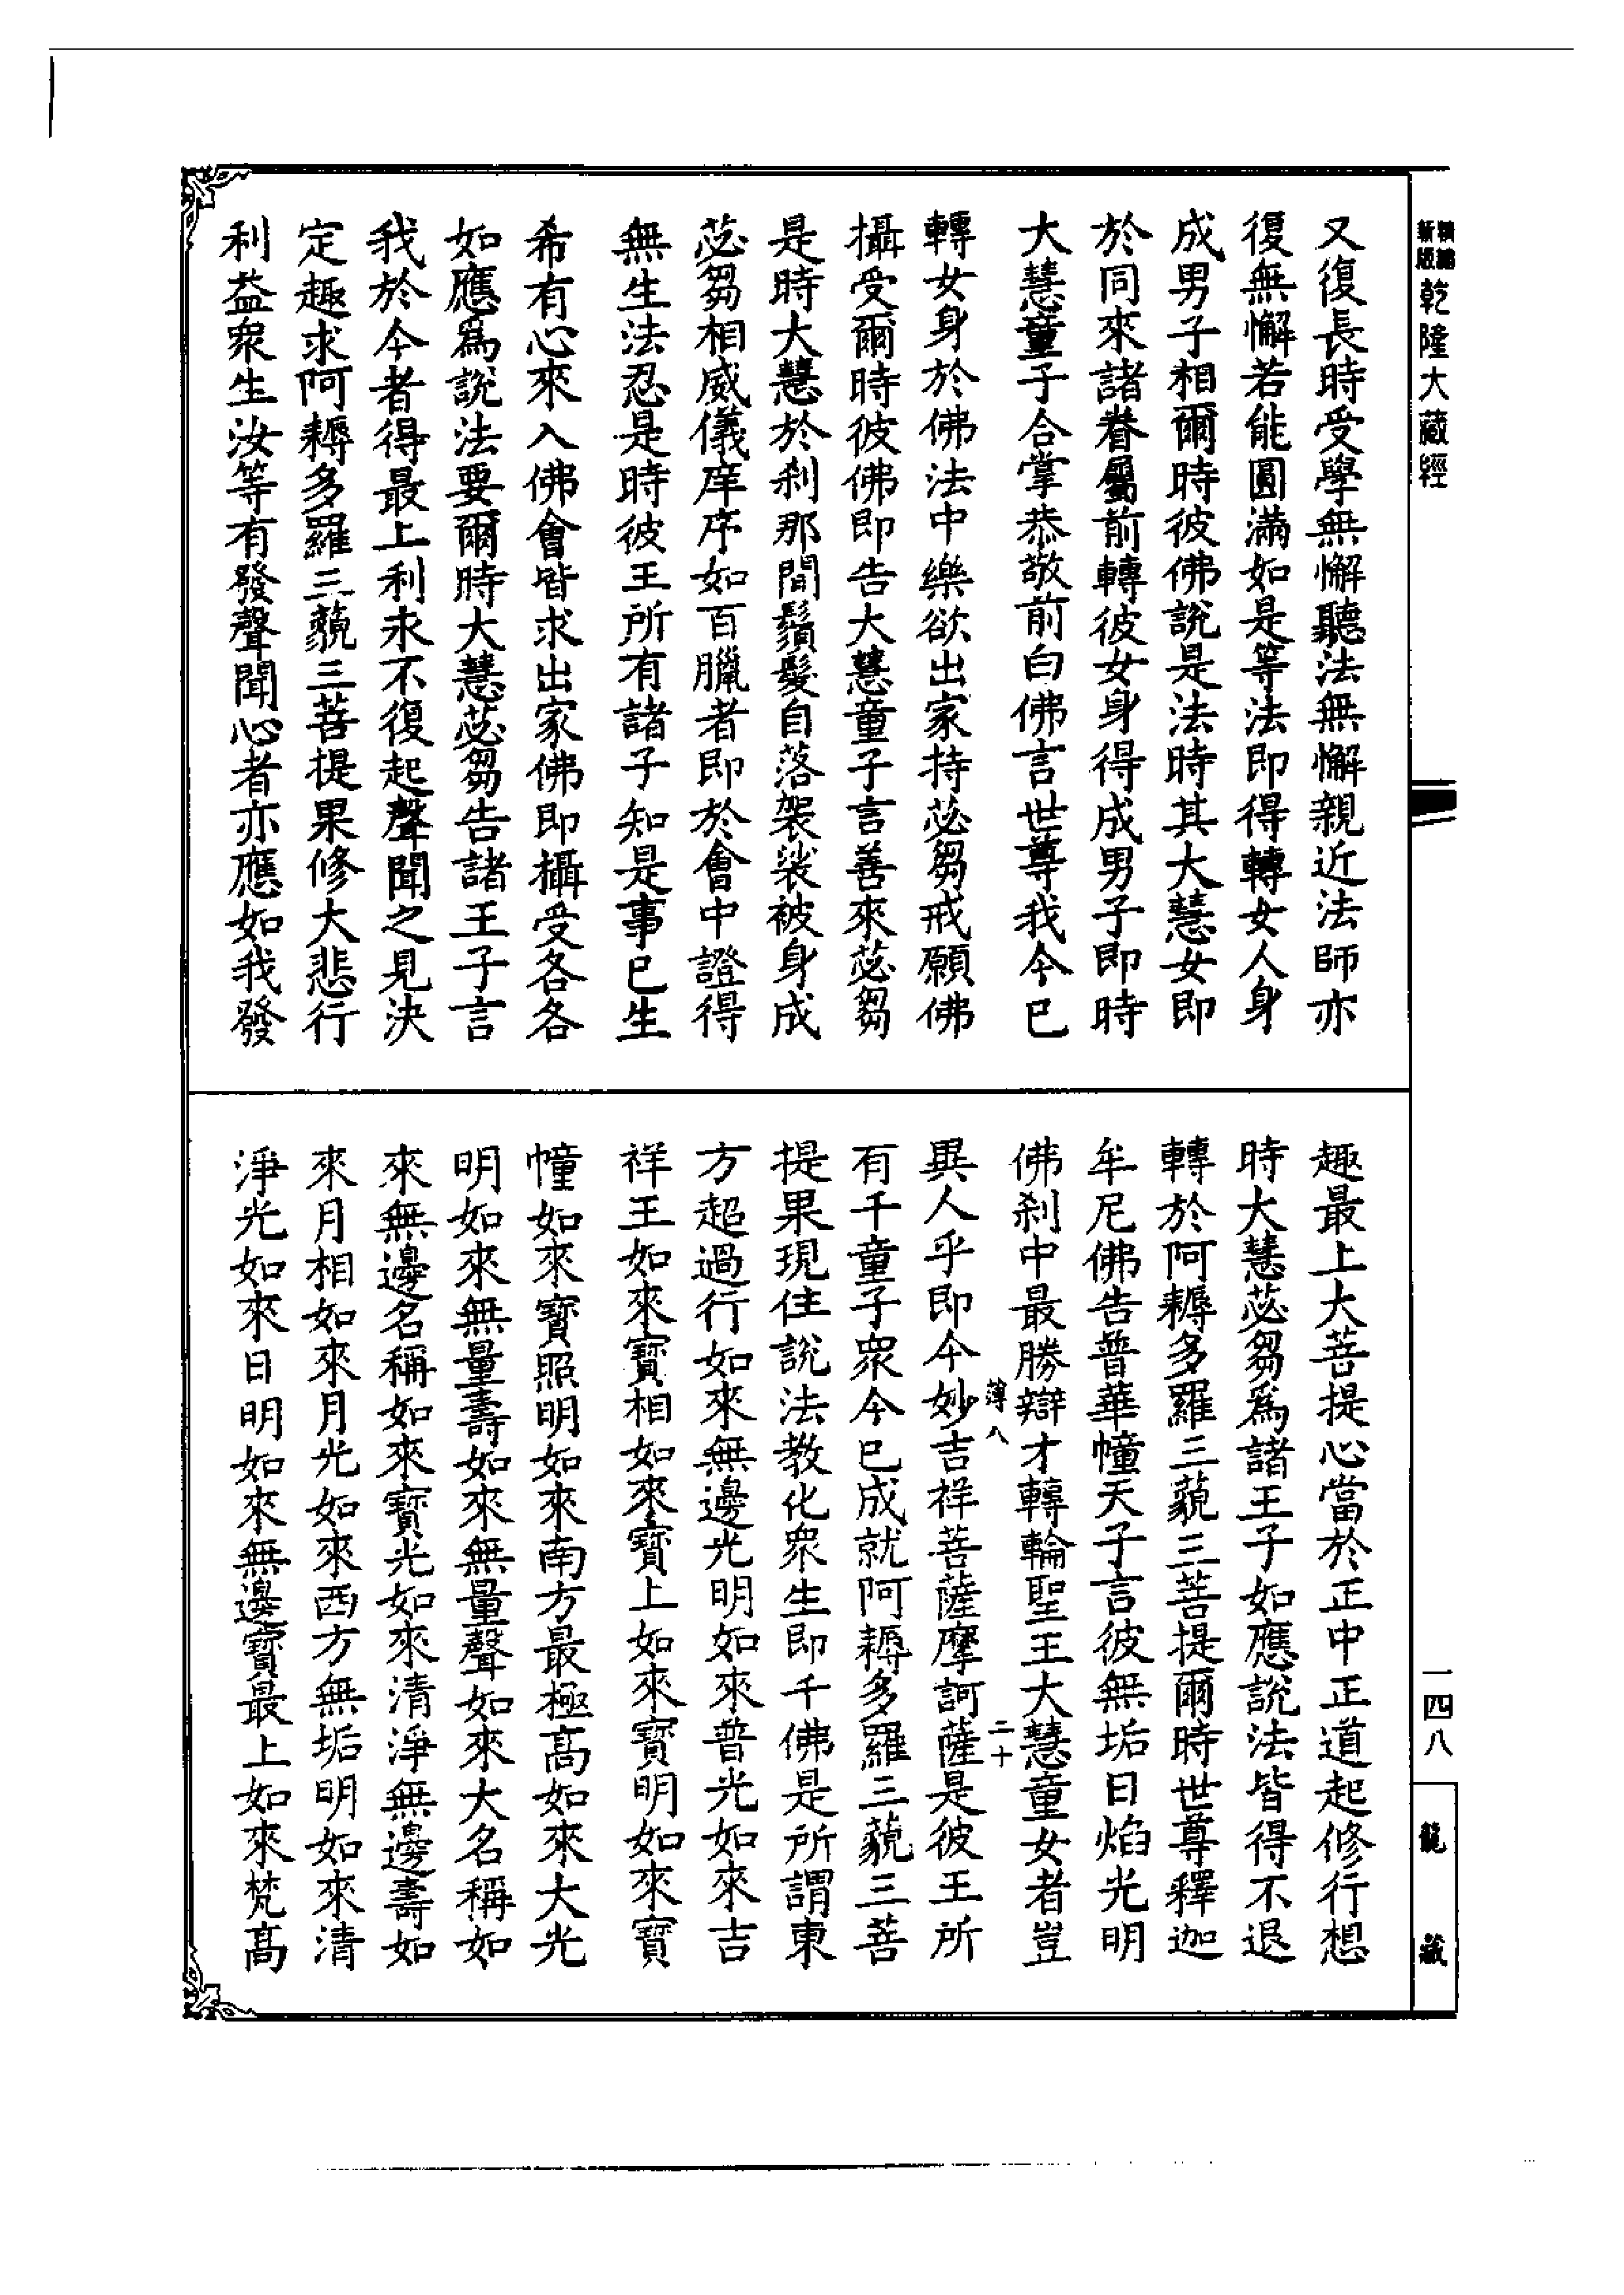 新版
精縮
乾隆大藏經
又復長時受學無懈聽法無懈親近法師亦
復無懈若能圓滿如是等法即得轉女人身
成男子相爾時彼佛說是法時其大慧女即
於同來諸眷屬前轉彼女身得成男子即時
大慧童子合掌恭敬前白佛言世尊我今已
轉女身於佛法中樂欲出家持苾芻戒願佛
攝受爾時彼佛即告大慧童子言善來苾芻
是時大慧於剎那間鬚髮自落袈裟被身成
苾芻相威儀庠序如百臘者即於會中證得
無生法忍是時彼王所有諸子知是事已生
希有心來入佛會皆求出家佛即攝受各各
如應為說法要爾時大慧苾芻告諸王子言
我於今者得最上利永不復起聲聞之見決
定趣求阿耨多羅三藐三菩提果修大悲行
利益眾生汝等有發聲聞心者亦應如我發
趣最上大菩提心當於正中正道起修行想
時大慧苾芻為諸王子如應說法皆得不退
轉於阿耨多羅三藐三菩提爾時世尊釋迦
牟尼佛告普華幢天子言彼無垢日焰光明
佛剎中最勝辯才轉輪聖王大慧童女者豈
薄八
二十
異人乎即今妙吉祥菩薩摩訶薩是彼王所
有千童子眾今已成就阿耨多羅三藐三菩
提果現住說法教化眾生即千佛是所謂東
方超過行如來無邊光明如來普光如來吉
祥王如來寶相如來寶上如來寶明如來寶
幢如來寶照明如來南方最極高如來大光
明如來無量壽如來無量聲如來大名稱如
來無邊名稱如來寶光如來清淨無邊壽如
來月相如來月光如來西方無垢明如來清
淨光如來日明如來無邊寶最上如來梵高
一四八
龍藏